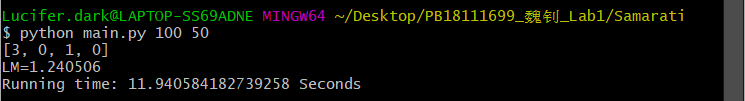 Lucifer.dark@LAPTOP-SS69ADNE MINGW64 ~/Desktop/PB18111699_魏钊_Lab1/Samarati
$ python main.py 100 50
[3, 0, 1, 0]
LM=1.240506
Running time: 11.940584182739258 Seconds